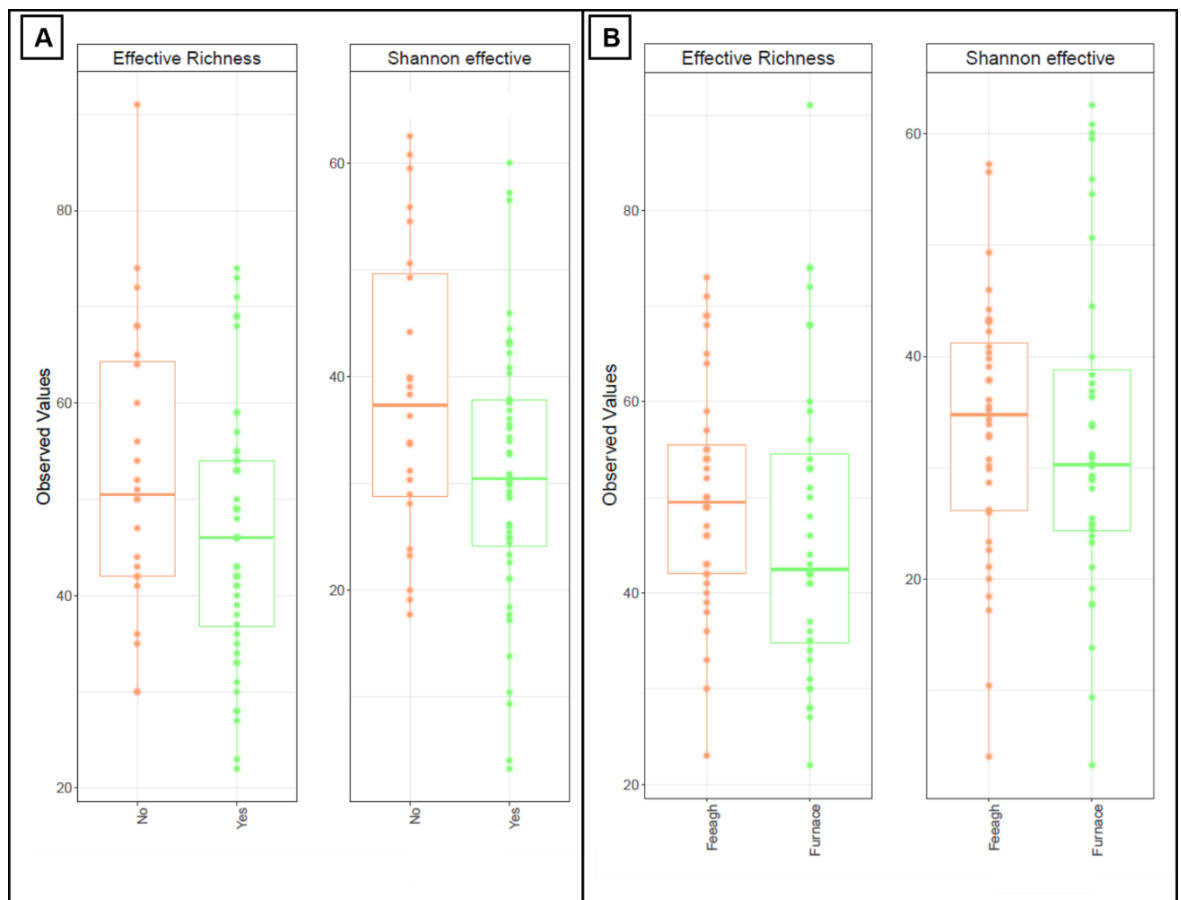 A
B
Effective Richness
Shannon effective
Effective Richness
Shannon effective
Observed Values
80
60
40
20
60
40
20
No
Yes
No
Yes
Observed Values
80
60
40
20
60
40
20
Feeagh
Furnace
Feeagh
Furnace